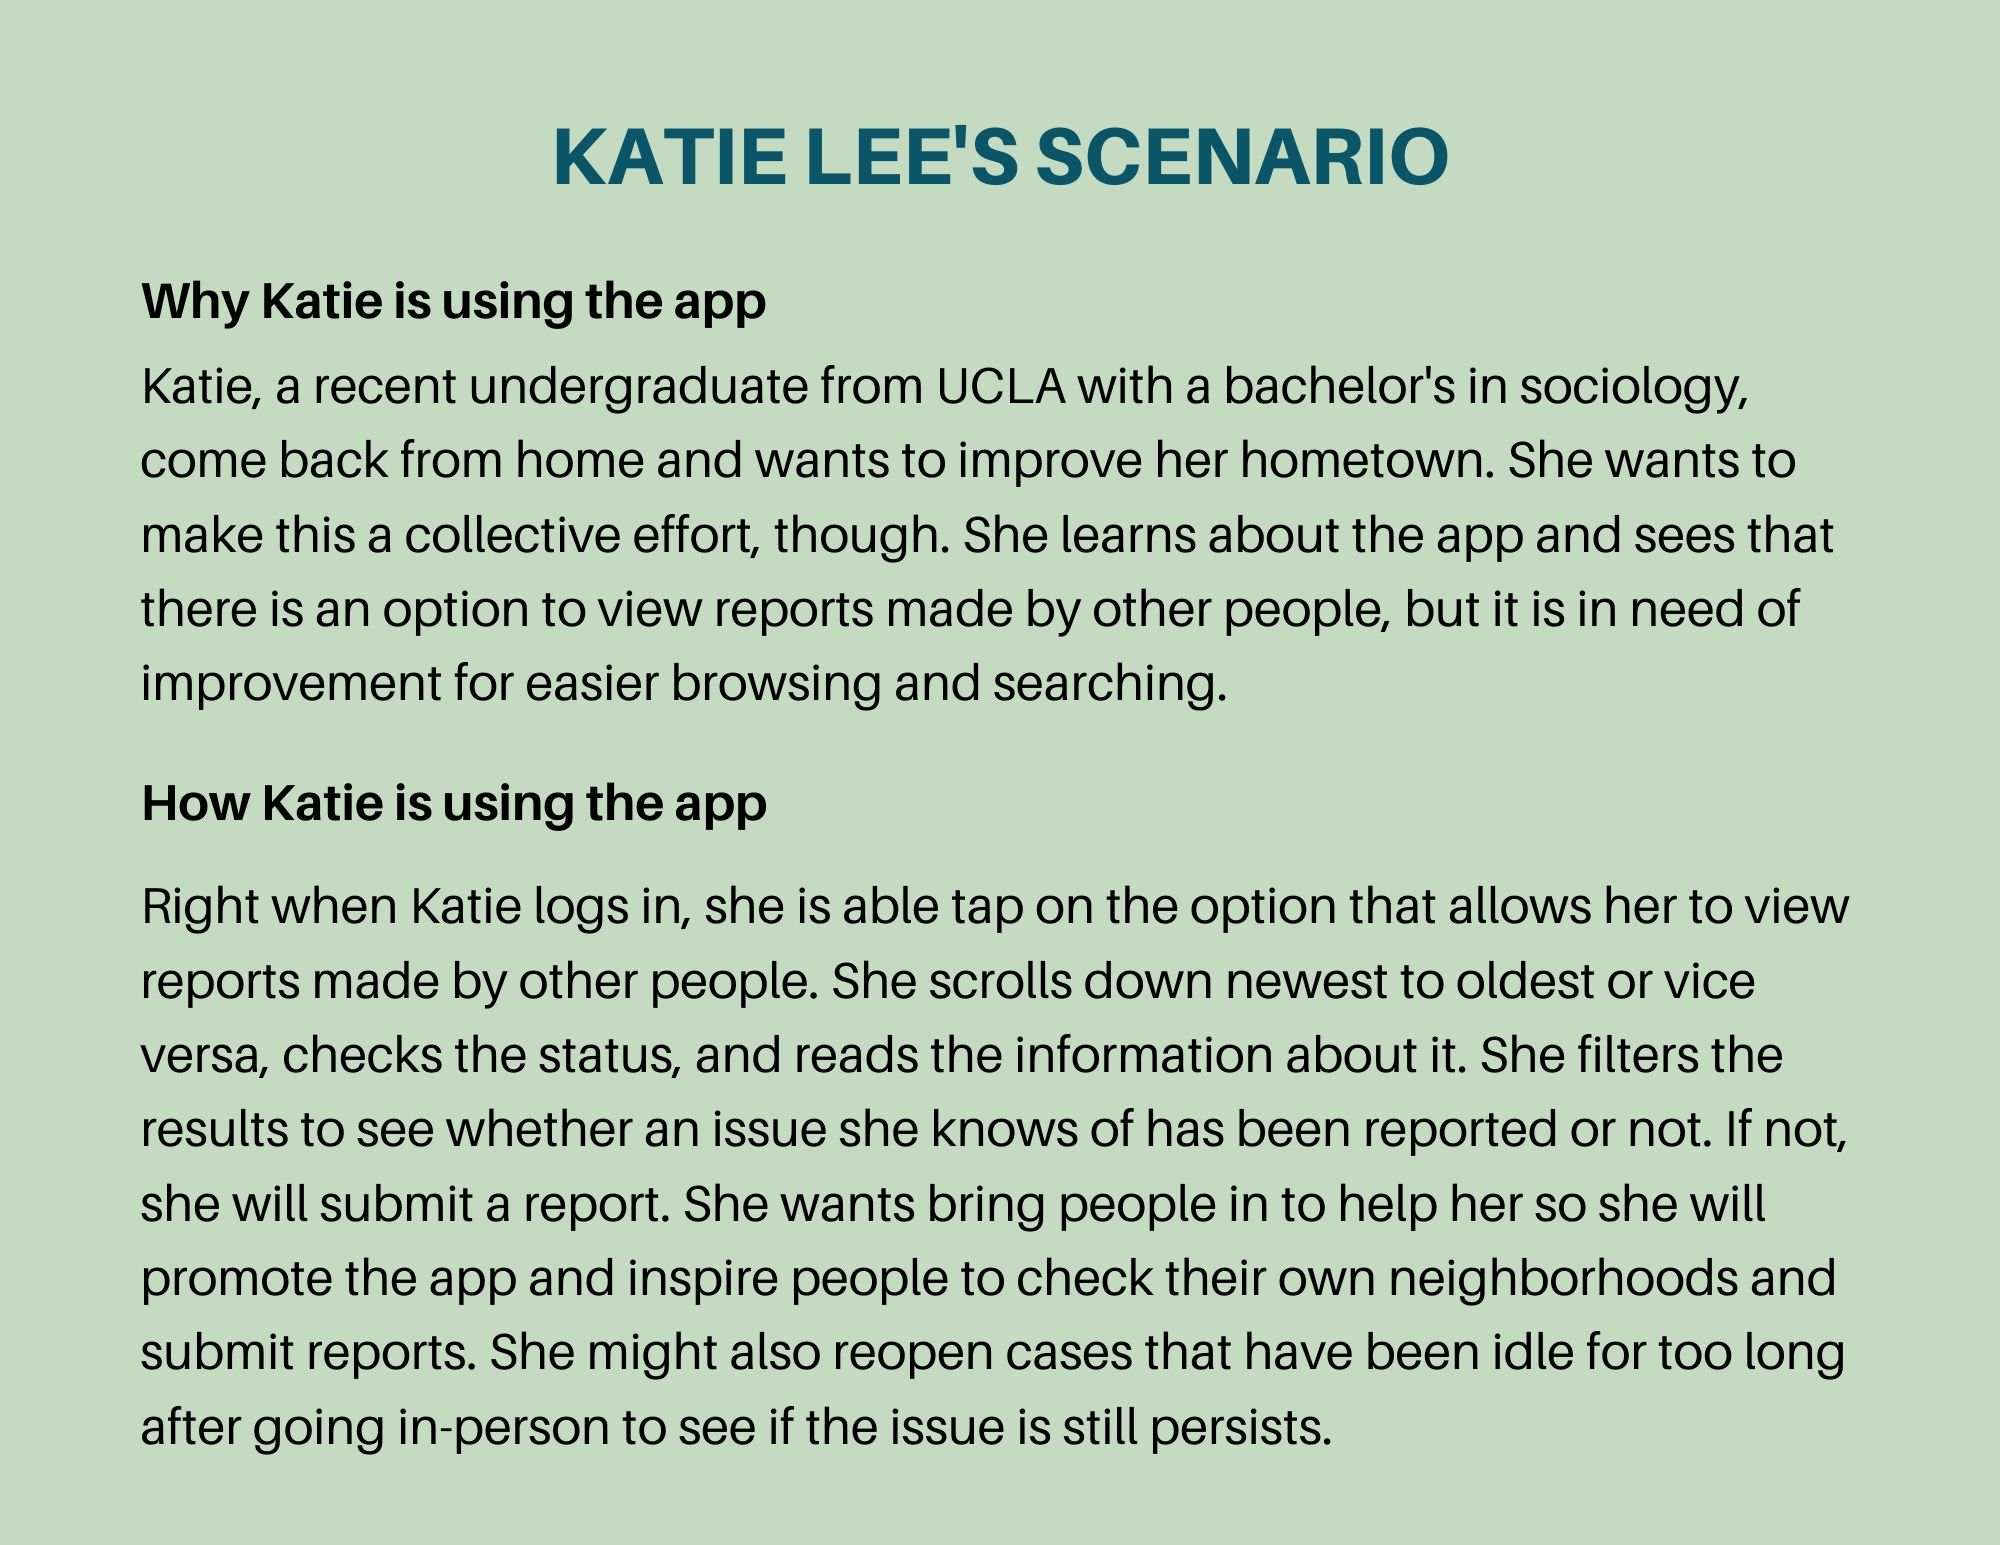 KATIE LEE'S SCENARIO
Why Katie is using the app
Katie, a recent undergraduate from UCLA with a bachelor's in sociology,
come back from home and wants to improve her hometown. She wants to
make this a collective effort, though. She learns about the app and sees that
there is an option to view reports made by other people, but it is in need of
improvement for easier browsing and searching.
How Katie is using the app
Right when Katie logs in, she is able tap on the option that allows her to view
reports made by other people. She scrolls down newest to oldest or vice
versa, checks the status, and reads the information about it. She filters the
results to see whether an issue she knows of has been reported or not. If not,
she will submit a report. She wants bring people in to help her so she will
promote the app and inspire people to check their own neighborhoods and
submit reports. She might also reopen cases that have been idle for too long
after going in-person to see if the issue is still persists.